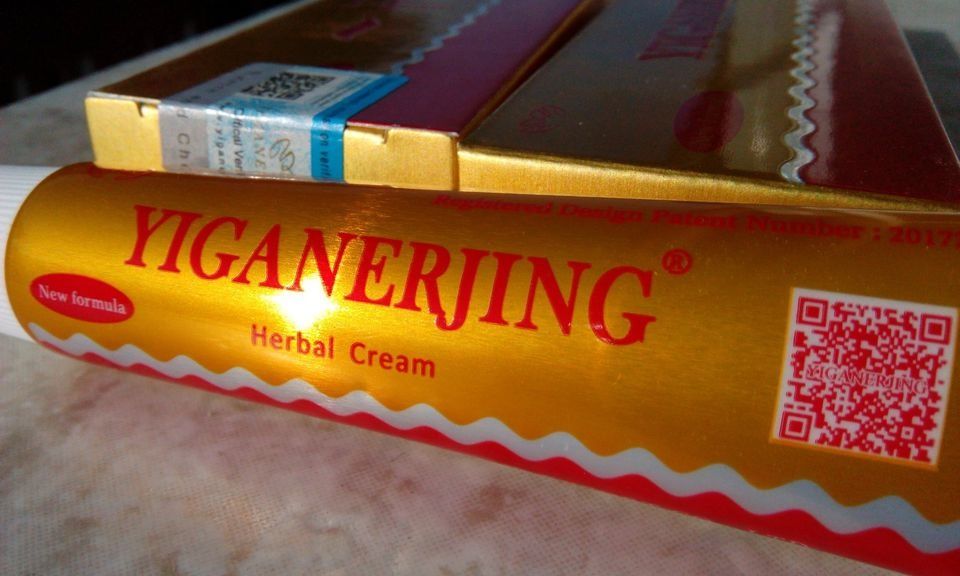 Registered Design Patent Number : 2017
YIGANERJING®
New formula
Herbal Cream
YIGANERJING